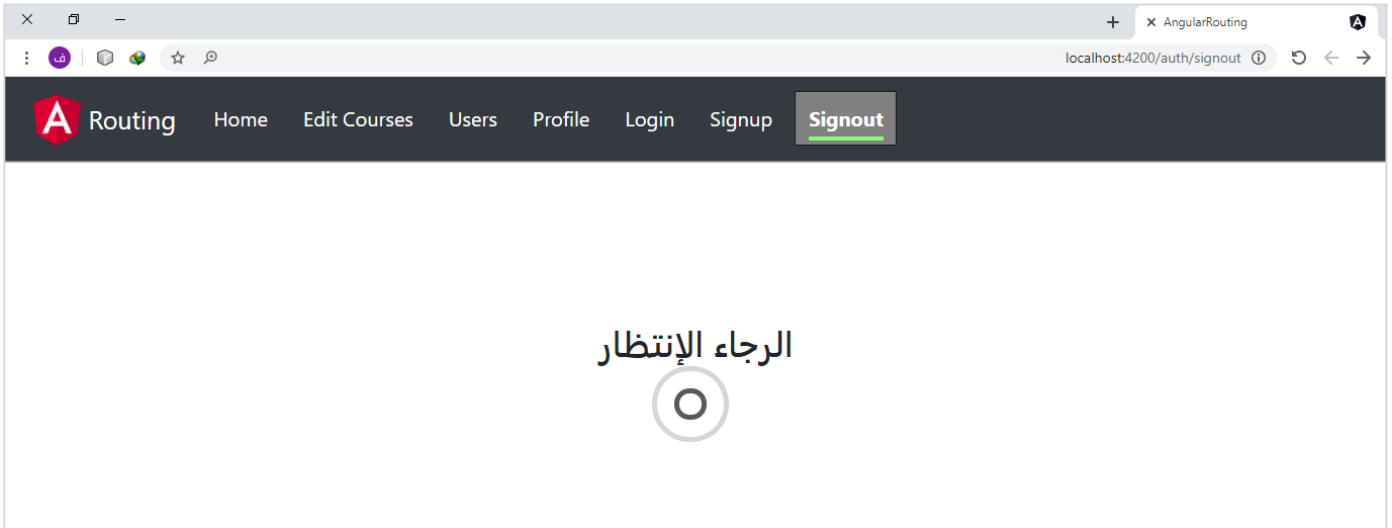 AngularRouting
localhost:4200/auth/signout
ف
Routing Home Edit Courses Users Profile Login Signup Signout
الرجاء الإنتظار